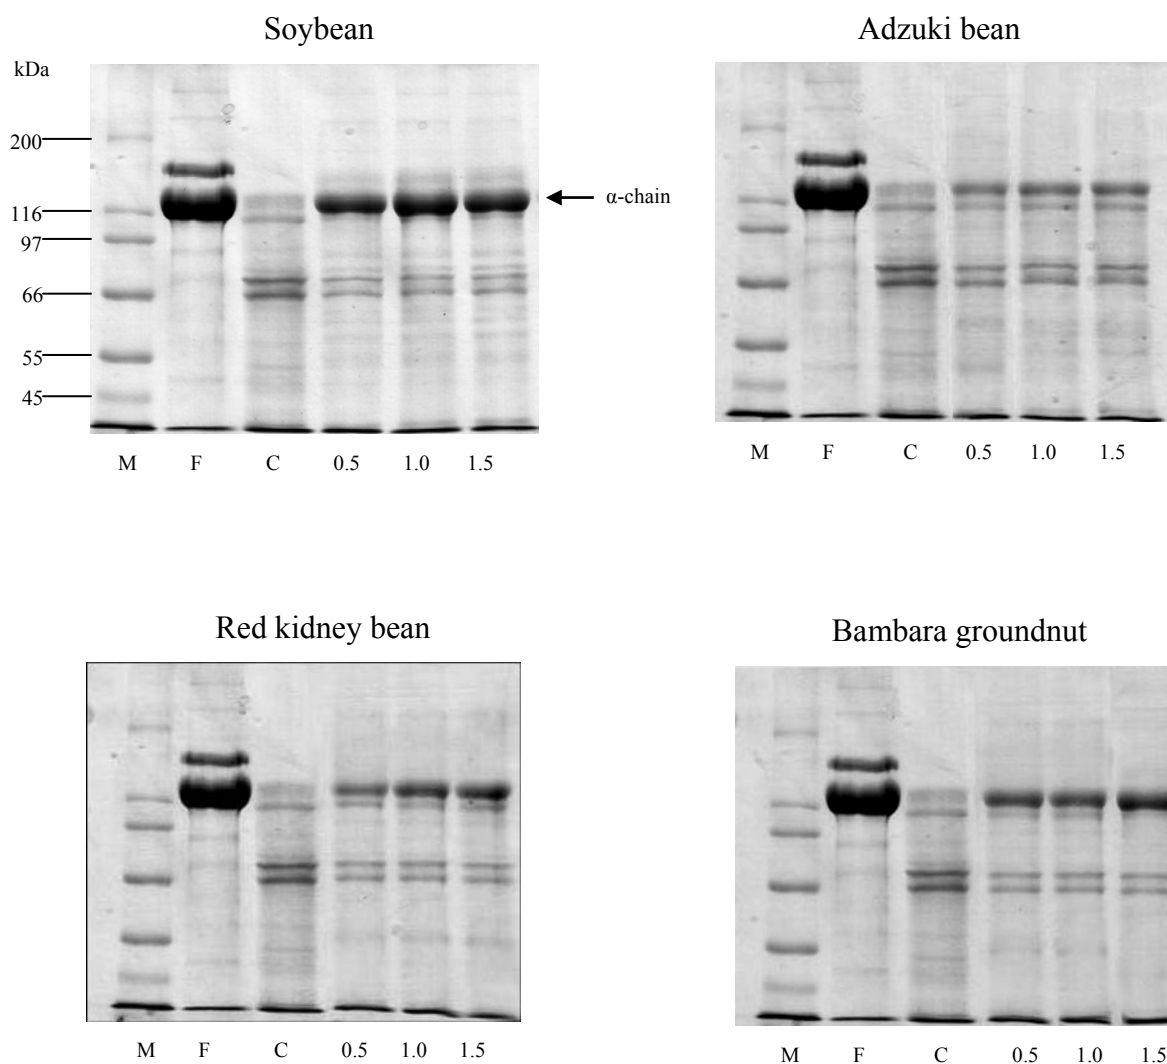 Soybean
kDa
200
116
97
66
55
45
α-chain
M F C 0.5 1.0 1.5
Adzuki bean
M F C 0.5 1.0 1.5
Red kidney bean
M F C 0.5 1.0 1.5
Bambara groundnut
M F C 0.5 1.0 1.5